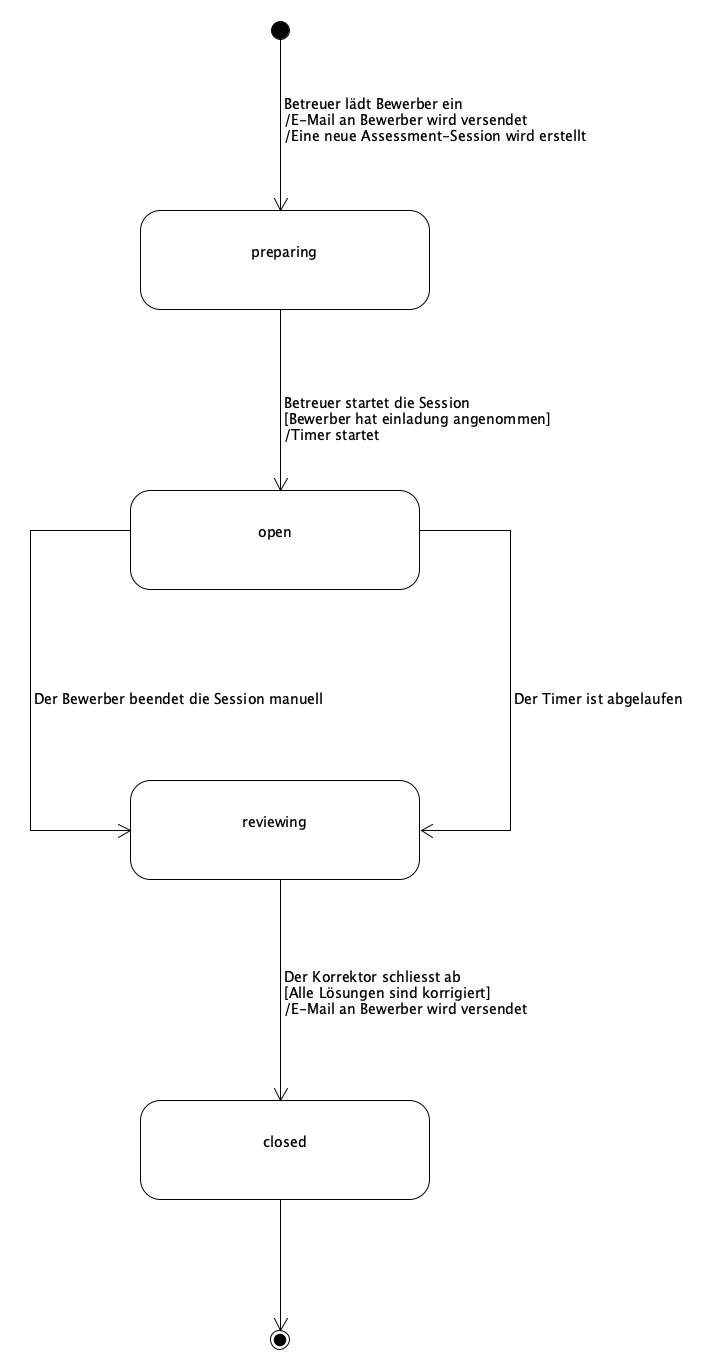 Betreuer lädt Bewerber ein
/E-Mail an Bewerber wird versendet
/Eine neue Assessment-Session wird erstellt
preparing
Betreuer startet die Session
[Bewerber hat einladung angenommen]
/Timer startet
open
Der Bewerber beendet die Session manuell
Der Timer ist abgelaufen
reviewing
Der Korrektor schliesst ab
[Alle Lösungen sind korrigiert]
/E-Mail an Bewerber wird versendet
closed